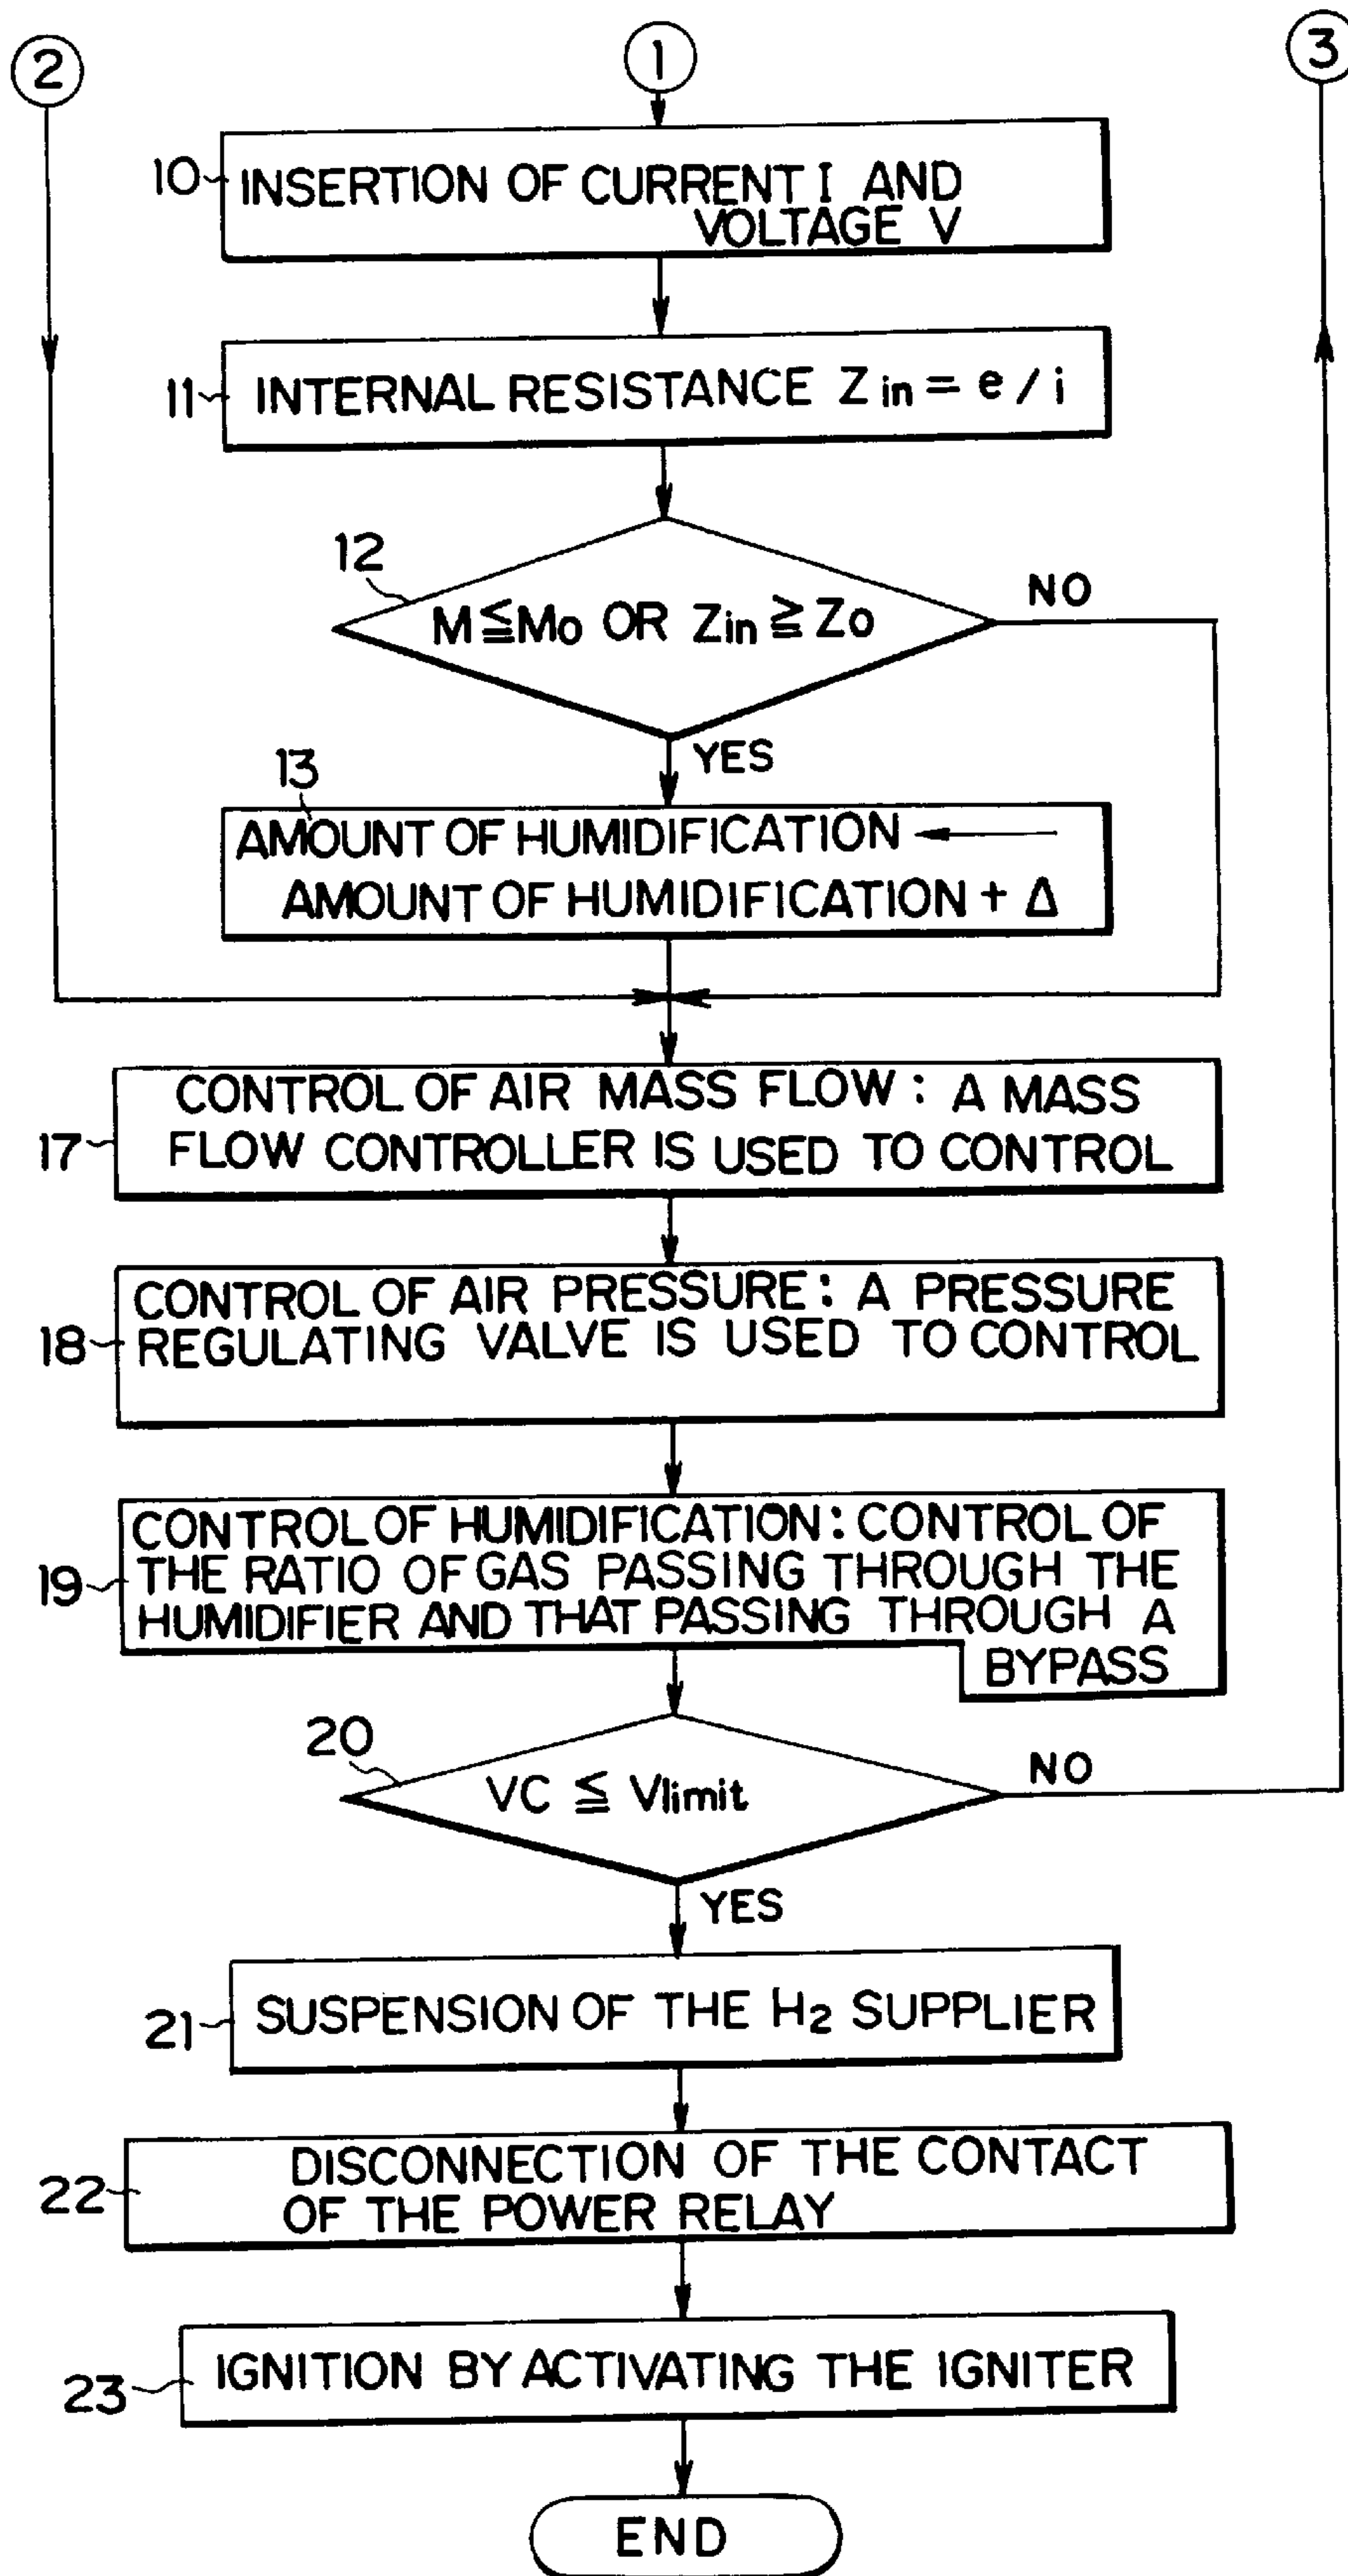 2
1
3
10
INSERTION OF CURRENT I AND
VOLTAGE V
11
INTERNAL RESISTANCE Zin = e / i
12
M ≦ Mo OR Zin ≧ Zo
NO
YES
13
AMOUNT OF HUMIDIFICATION ←
AMOUNT OF HUMIDIFICATION + Δ
17
CONTROL OF AIR MASS FLOW : A MASS
FLOW CONTROLLER IS USED TO CONTROL
18
CONTROL OF AIR PRESSURE : A PRESSURE
REGULATING VALVE IS USED TO CONTROL
19
CONTROL OF HUMIDIFICATION : CONTROL OF
THE RATIO OF GAS PASSING THROUGH THE
HUMIDIFIER AND THAT PASSING THROUGH A
BYPASS
20
VC ≦ Vlimit
NO
YES
21
SUSPENSION OF THE H2 SUPPLIER
22
DISCONNECTION OF THE CONTACT
OF THE POWER RELAY
23
IGNITION BY ACTIVATING THE IGNITER
END